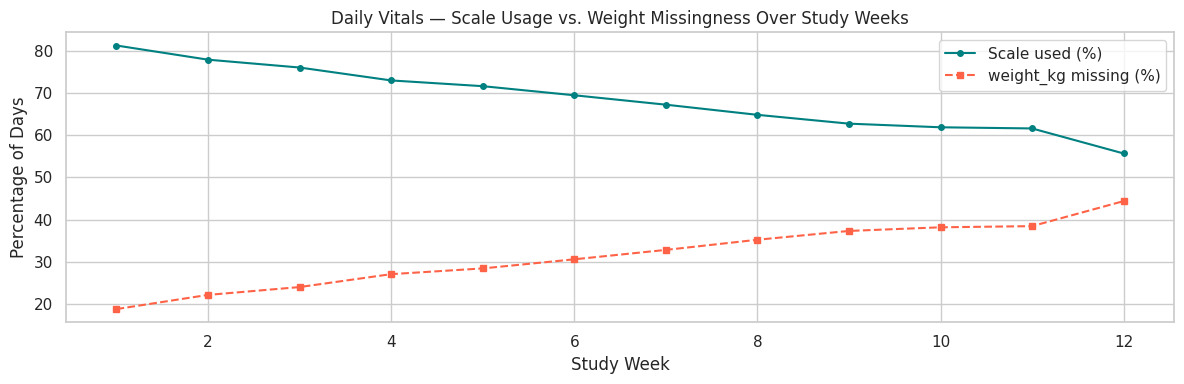 Daily Vitals — Scale Usage vs. Weight Missingness Over Study Weeks
Scale used (%)
weight_kg missing (%)
Percentage of Days
80
70
60
50
40
30
20
2 4 6 8 10 12
Study Week